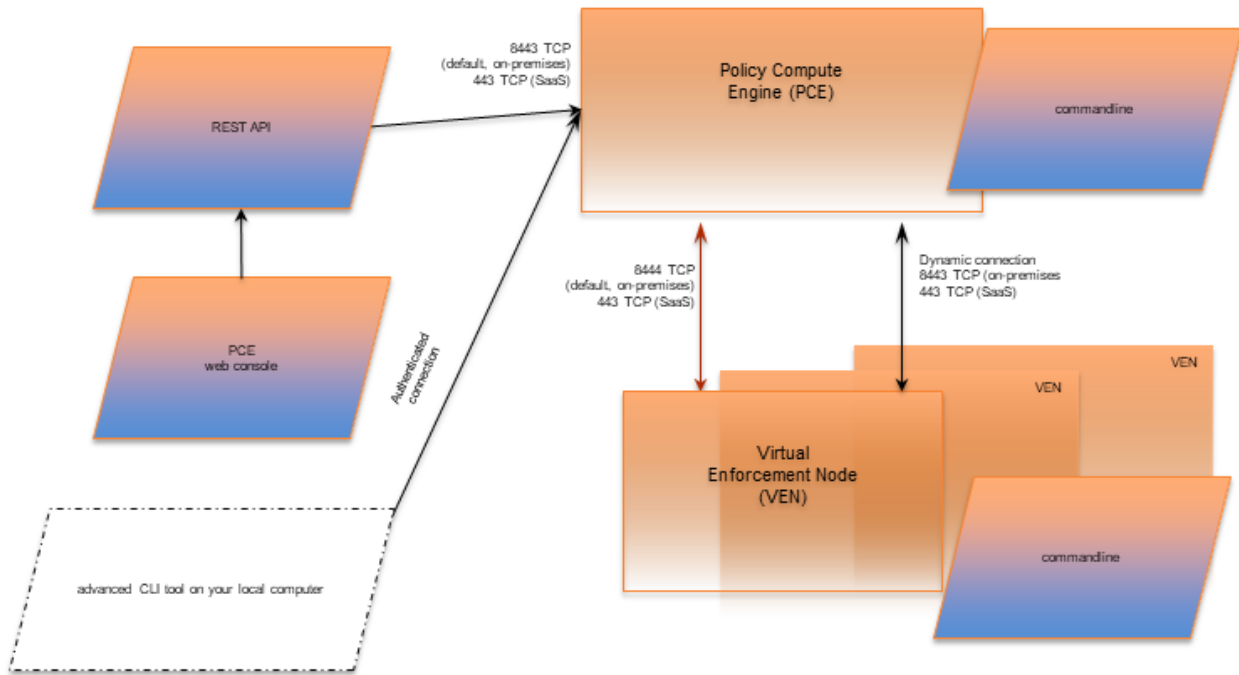 8443 TCP
(default, on-premises)
443 TCP (SaaS)
Policy Compute
Engine (PCE)
commandline
REST API
8444 TCP
(default, on-premises)
443 TCP (SaaS)
Dynamic connection
8443 TCP (on-premises
443 TCP (SaaS)
PCE
web console
Authenticated
connection
VEN
VEN
Virtual
Enforcement Node
(VEN)
commandline
advanced CLI tool on your local computer